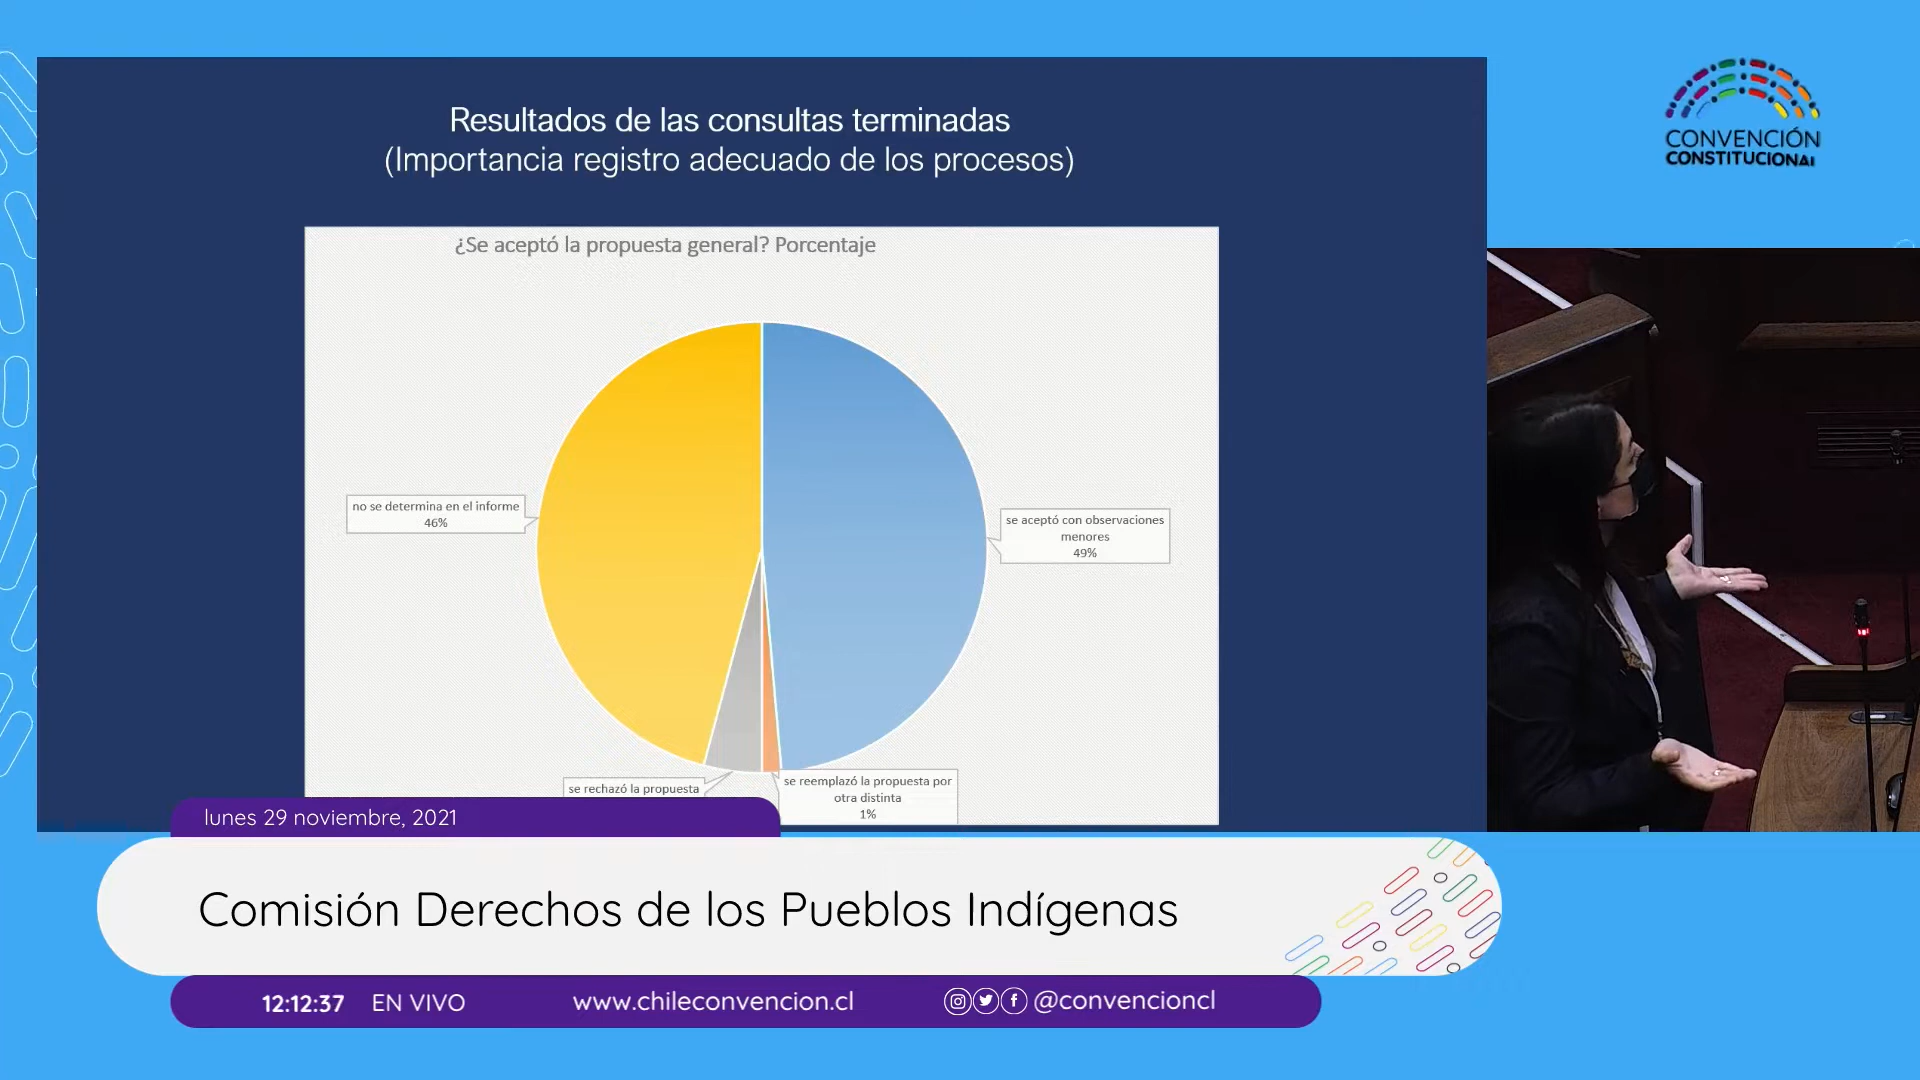 Resultados de las consultas terminadas
(Importancia registro adecuado de los procesos)
CONVENCIÓN
CONSTITUCIONAL
¿Se aceptó la propuesta general? Porcentaje
no se determina en el informe
46%
se aceptó con observaciones
menores
49%
se rechazó la propuesta
se reemplazó la propuesta por
otra distinta
1%
lunes 29 noviembre, 2021
Comisión Derechos de los Pueblos Indígenas
12:12:37 EN VIVO www.chileconvencion.cl @convencioncl